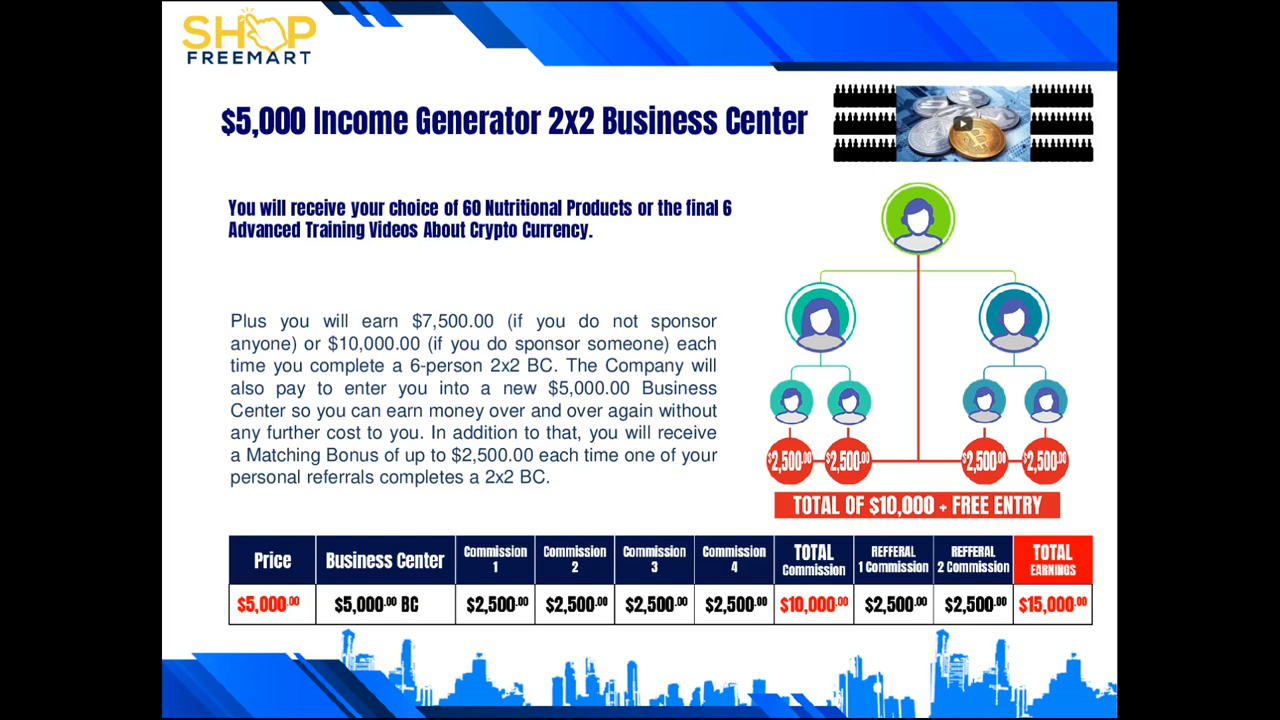 SHOP
FREEMART
$5,000 Income Generator 2x2 Business Center
You will receive your choice of 60 Nutritional Products or the final 6
Advanced Training Videos About Crypto Currency.
Plus you will earn $7,500.00 (if you do not sponsor
anyone) or $10,000.00 (if you do sponsor someone) each
time you complete a 6-person 2x2 BC. The Company will
also pay to enter you into a new $5,000.00 Business
Center so you can earn money over and over again without
any further cost to you. In addition to that, you will receive
a Matching Bonus of up to $2,500.00 each time one of your
personal referrals completes a 2x2 BC.
$2,500.00 $2,500.00 $2,500.00 $2,500.00
TOTAL OF $10,000 + FREE ENTRY
Price Business Center Commission 1 Commission 2 Commission 3 Commission 4 TOTAL Commission REFFERAL 1 Commission REFFERAL 2 Commission TOTAL EARNINGS
$5,000.00 $5,000.00 BC $2,500.00 $2,500.00 $2,500.00 $2,500.00 $10,000.00 $2,500.00 $2,500.00 $15,000.00